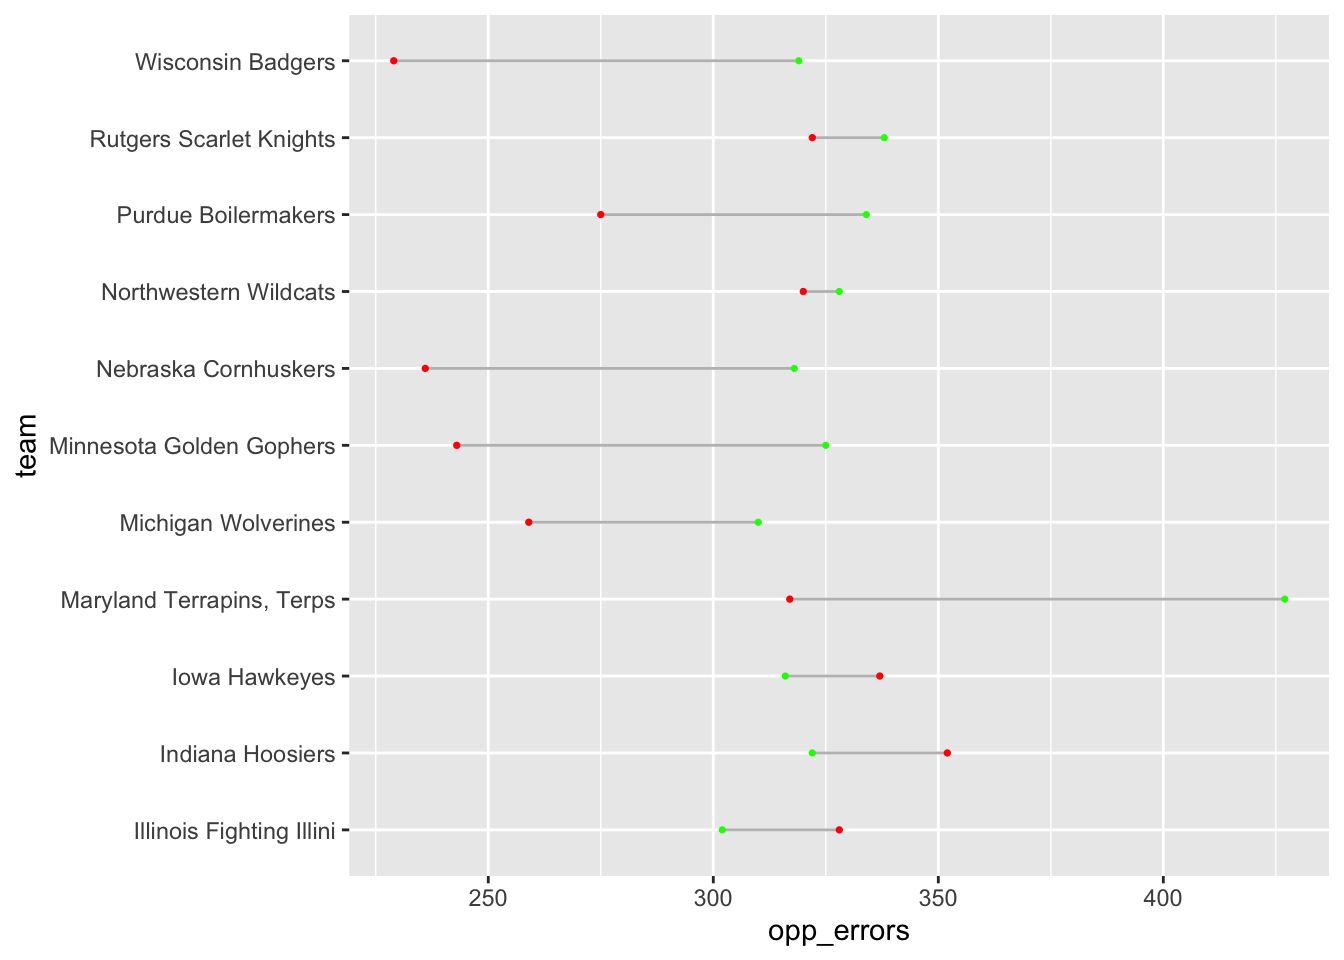 Wisconsin Badgers
Rutgers Scarlet Knights
Purdue Boilermakers
Northwestern Wildcats
Nebraska Cornhuskers
Minnesota Golden Gophers
Michigan Wolverines
Maryland Terrapins, Terps
Iowa Hawkeyes
Indiana Hoosiers
Illinois Fighting Illini
team
250 300 350 400
opp_errors